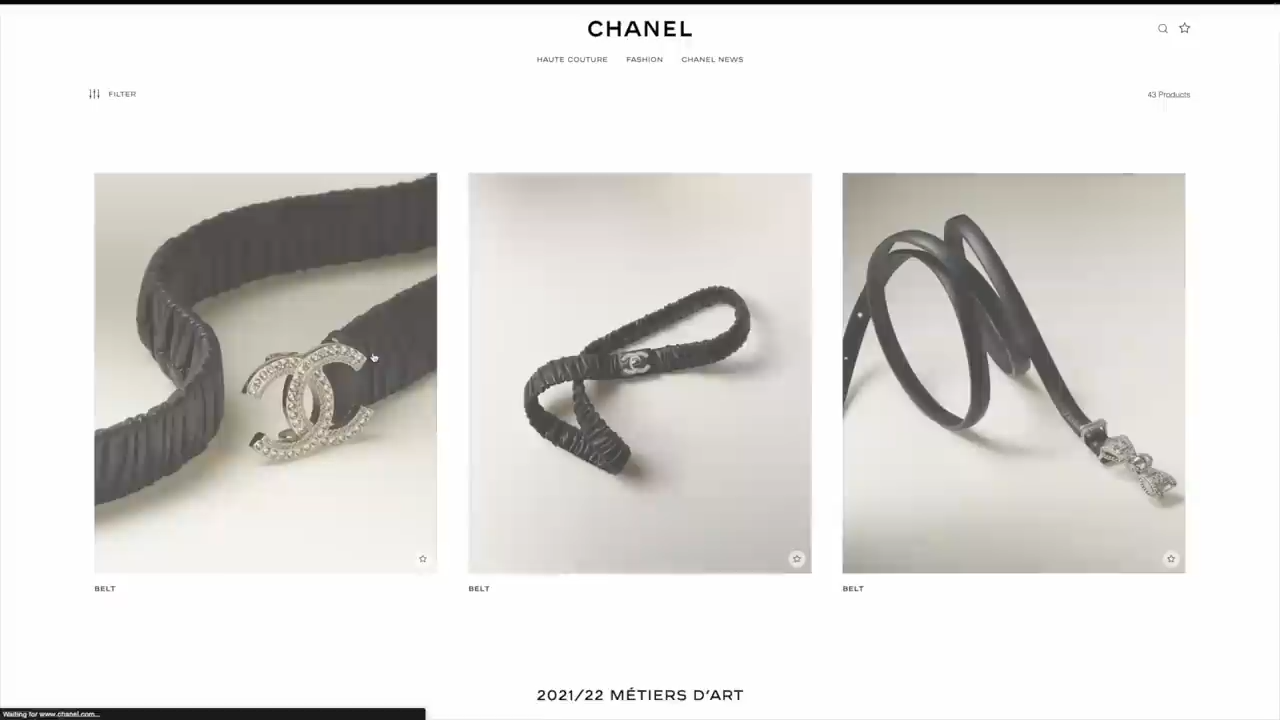 CHANEL
HAUTE COUTURE FASHION CHANEL NEWS
FILTER
43 Products
BELT
BELT
BELT
2021/22 MÉTIERS D'ART
Waiting for www.chanel.com...